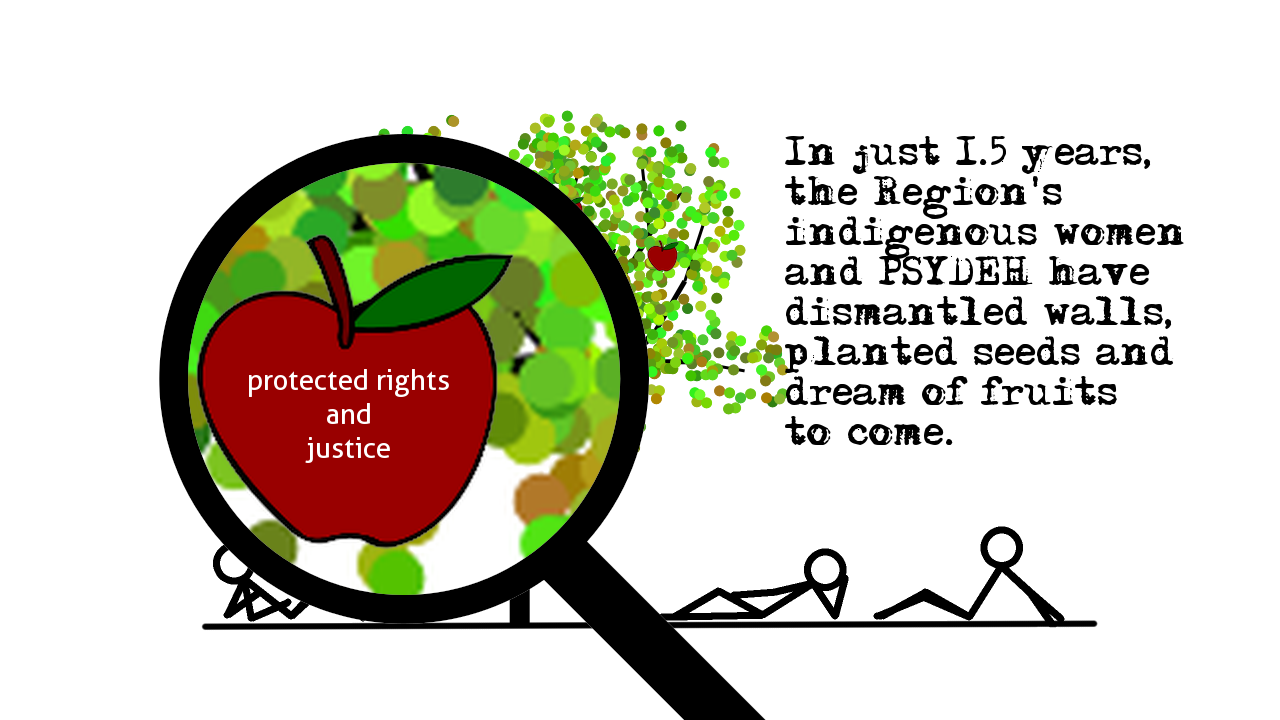 protected rights
and
justice
In just 1.5 years,
the Region's
indigenous women
and PSYDEH have
dismantled walls,
planted seeds and
dream of fruits
to come.